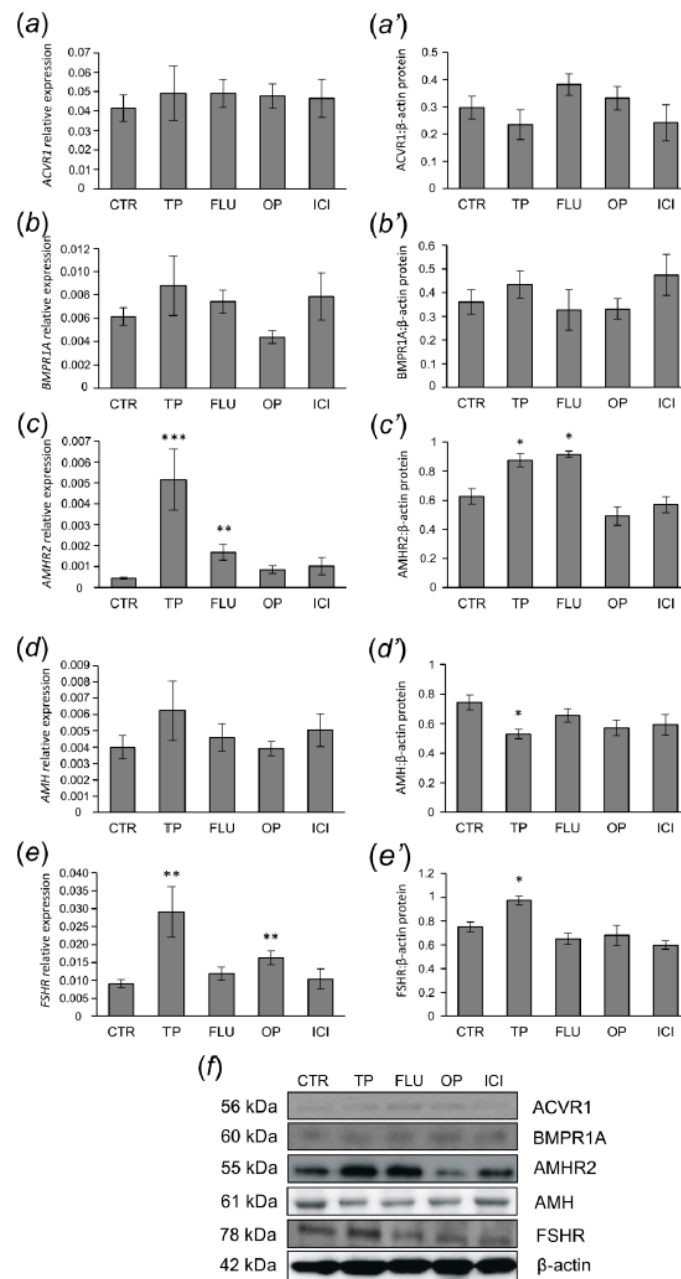 (a)
ACVR1 relative expression
0.07
0.06
0.05
0.04
0.03
0.02
0.01
0
CTR TP FLU OP ICI
(a')
ACVR1:β-actin protein
0.5
0.4
0.3
0.2
0.1
0
CTR TP FLU OP ICI
(b)
BMPR1A relative expression
0.012
0.010
0.008
0.006
0.004
0.002
0
CTR TP FLU OP ICI
(b')
BMPR1A:β-actin protein
0.6
0.5
0.4
0.3
0.2
0.1
0
CTR TP FLU OP ICI
(c)
AMHR2 relative expression
0.007
0.006
0.005
0.004
0.003
0.002
0.001
0
*** **
CTR TP FLU OP ICI
(c')
AMHR2:β-actin protein
1
0.8
0.6
0.4
0.2
0
* *
CTR TP FLU OP ICI
(d)
AMH relative expression
0.009
0.008
0.007
0.006
0.005
0.004
0.003
0.002
0.001
0
CTR TP FLU OP ICI
(d')
AMH:β-actin protein
1
0.8
0.6
0.4
0.2
0
*
CTR TP FLU OP ICI
(e)
FSHR relative expression
0.040
0.035
0.030
0.025
0.020
0.015
0.010
0.005
0
** **
CTR TP FLU OP ICI
(e')
FSHR:β-actin protein
1.2
1
0.8
0.6
0.4
0.2
0
*
CTR TP FLU OP ICI
(f)
CTR TP FLU OP ICI
56 kDa ACVR1
60 kDa BMPR1A
55 kDa AMHR2
61 kDa AMH
78 kDa FSHR
42 kDa β-actin